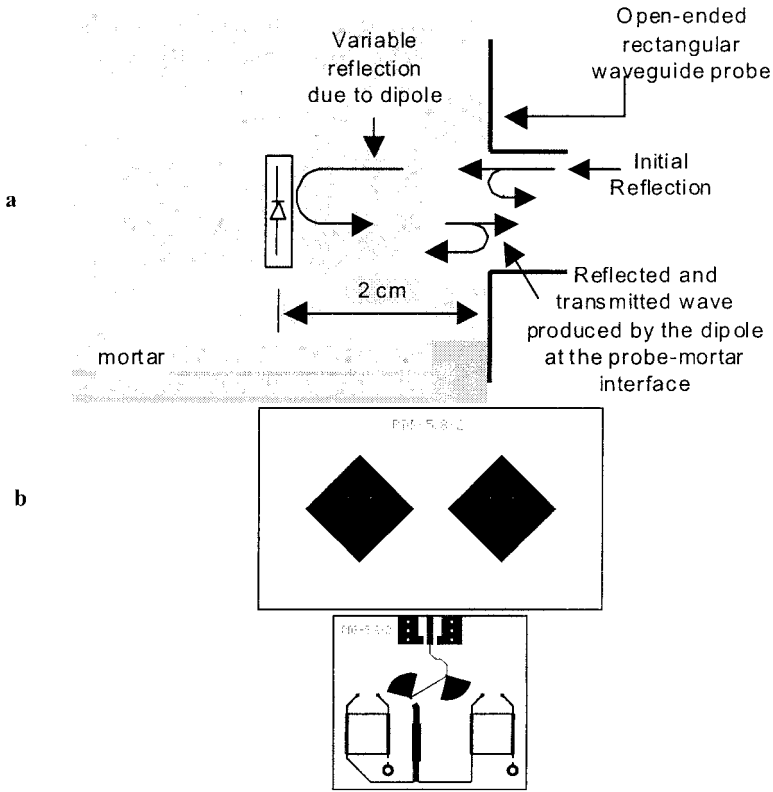 Variable
reflection
due to dipole
Open-ended
rectangular
waveguide probe
a
Initial
Reflection
2 cm
Reflected and
transmitted wave
produced by the dipole
at the probe-mortar
interface
mortar
b